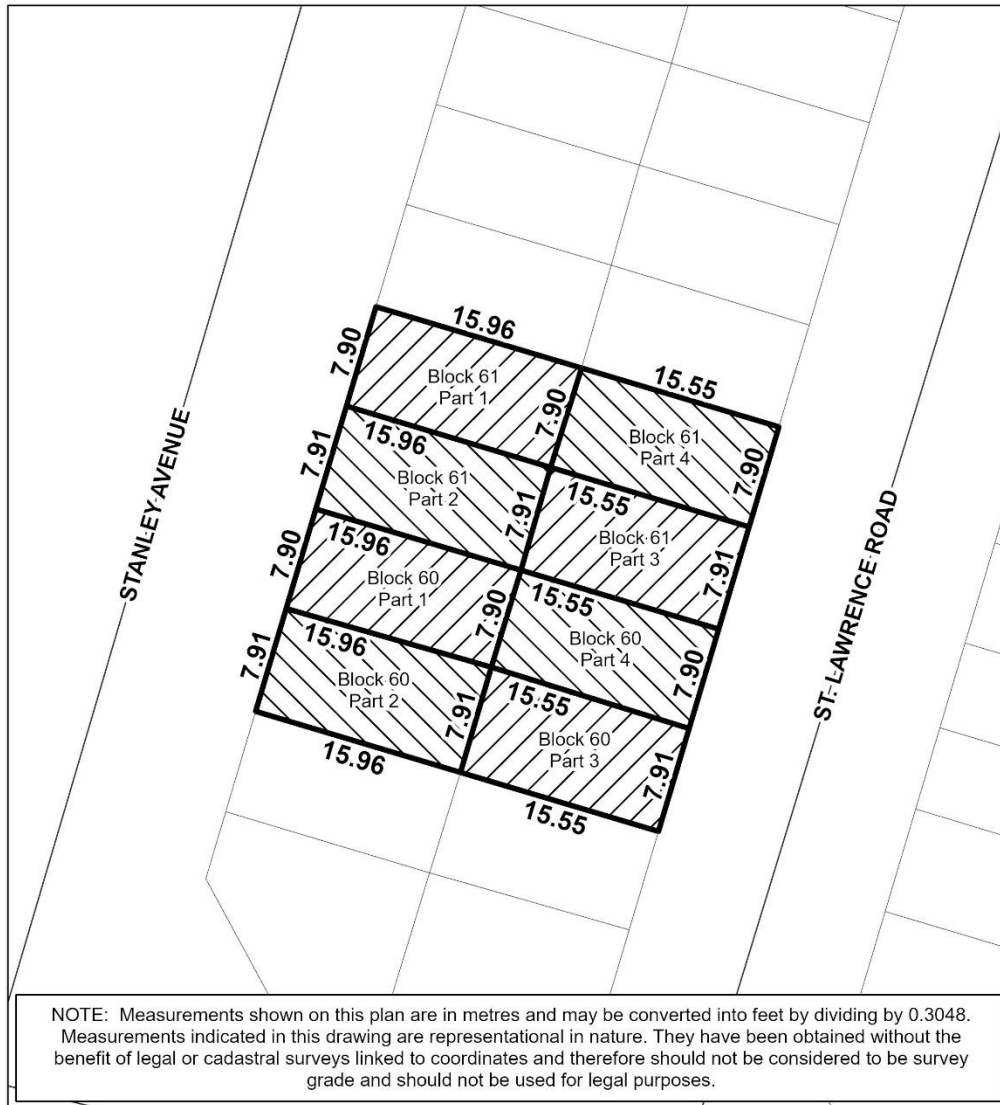 15.96
7.90
Block 61
Part 1
15.55
7.90
Block 61
Part 4
7.90
STANLEY AVENUE
7.91
15.96
Block 61
Part 2
7.91
15.55
Block 61
Part 3
7.91
ST. LAWRENCE ROAD
7.90
15.96
Block 60
Part 1
7.90
15.55
Block 60
Part 4
7.90
7.91
15.96
Block 60
Part 2
7.91
15.55
Block 60
Part 3
7.91
15.96
15.55
NOTE: Measurements shown on this plan are in metres and may be converted into feet by dividing by 0.3048.
Measurements indicated in this drawing are representational in nature. They have been obtained without the
benefit of legal or cadastral surveys linked to coordinates and therefore should not be considered to be survey
grade and should not be used for legal purposes.